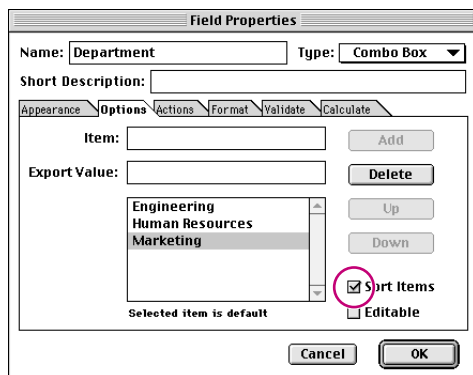 Field Properties
Name: Department Type: Combo Box
Short Description:
Appearance Options Actions Format Validate Calculate
Item: Add
Export Value: Delete
Engineering Up
Human Resources
Marketing Down
Sort Items
Selected item is default Editable
Cancel OK